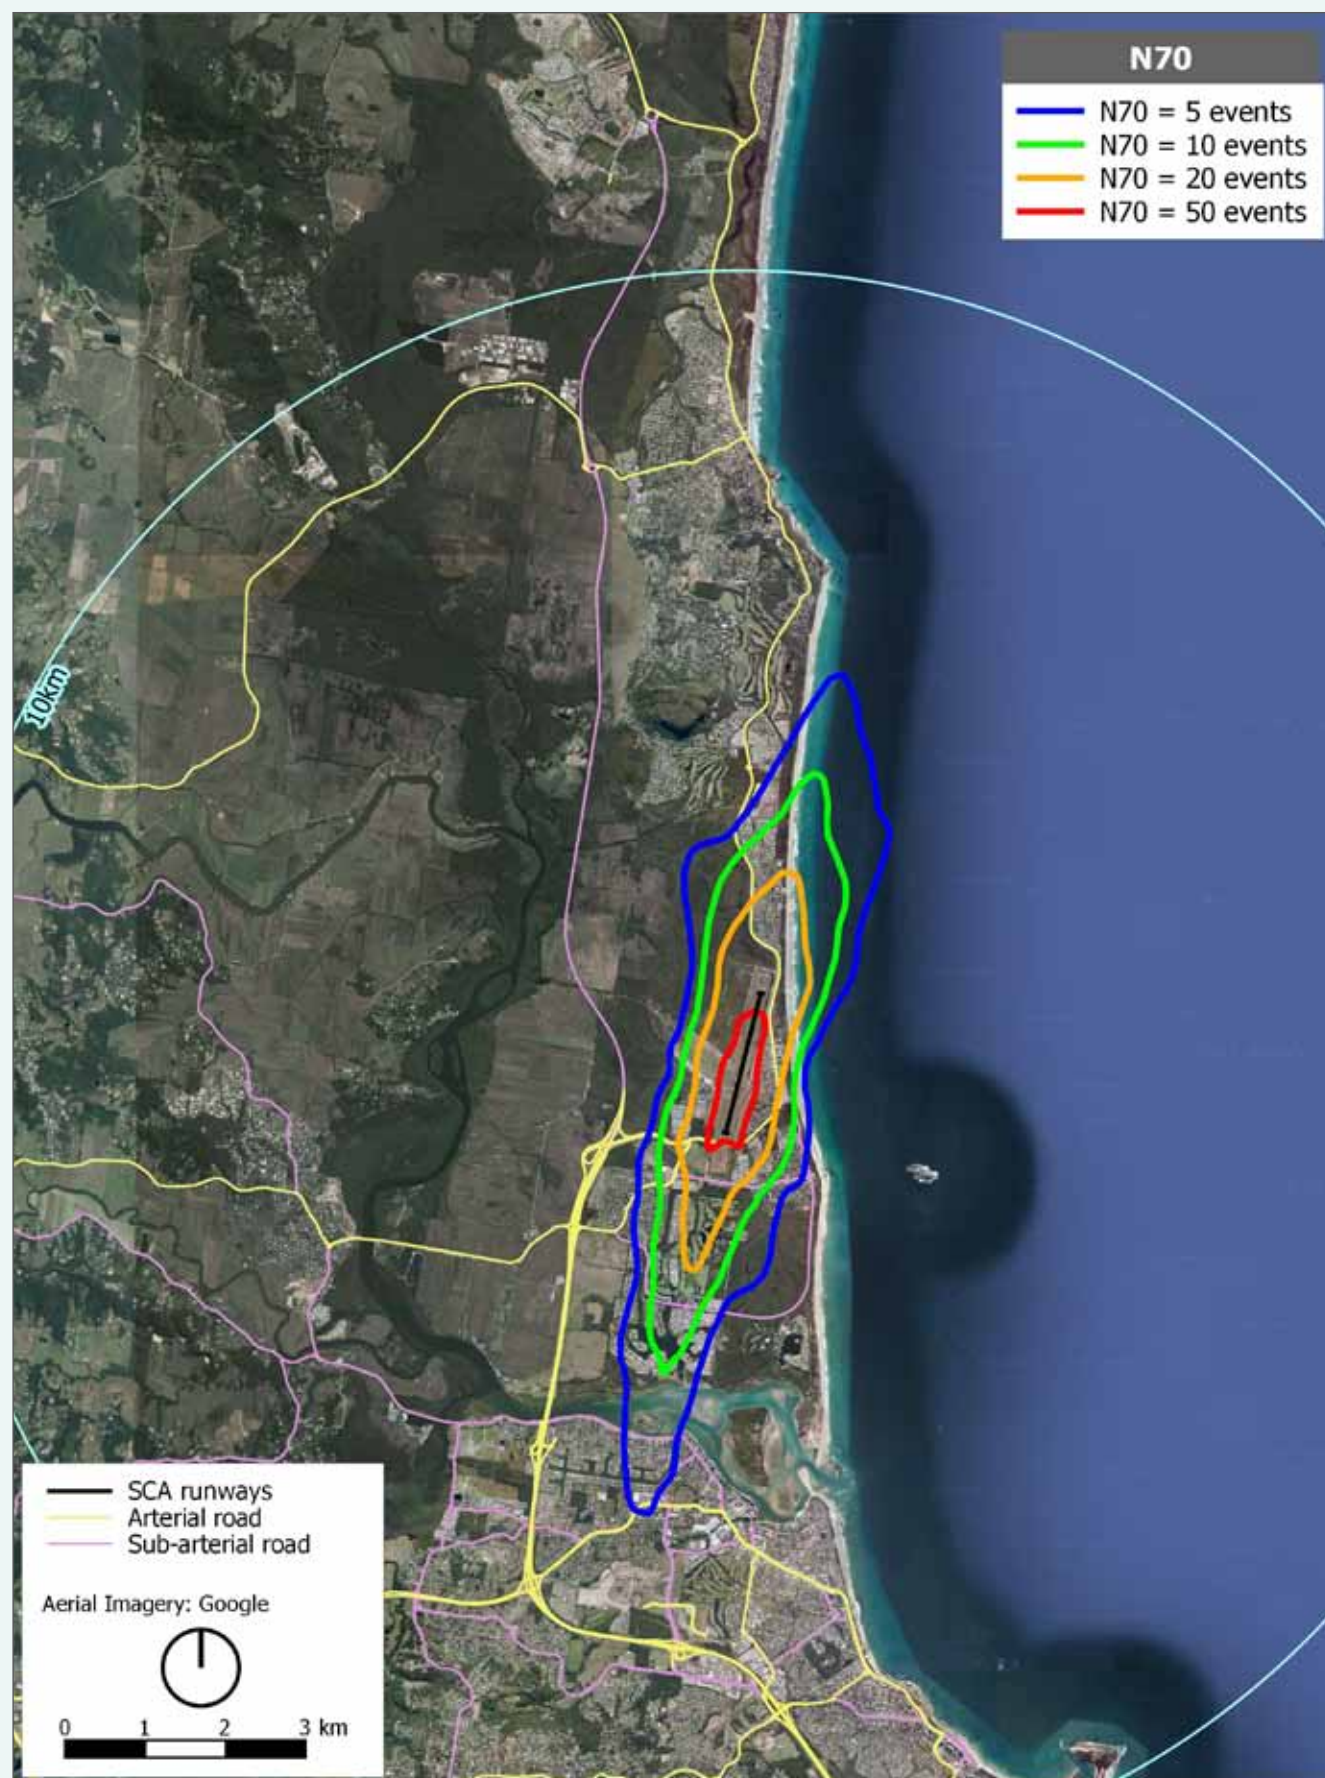 N70
N70 = 5 events
N70 = 10 events
N70 = 20 events
N70 = 50 events
10km
SCA runways
Arterial road
Sub-arterial road
Aerial Imagery: Google
0 1 2 3 km